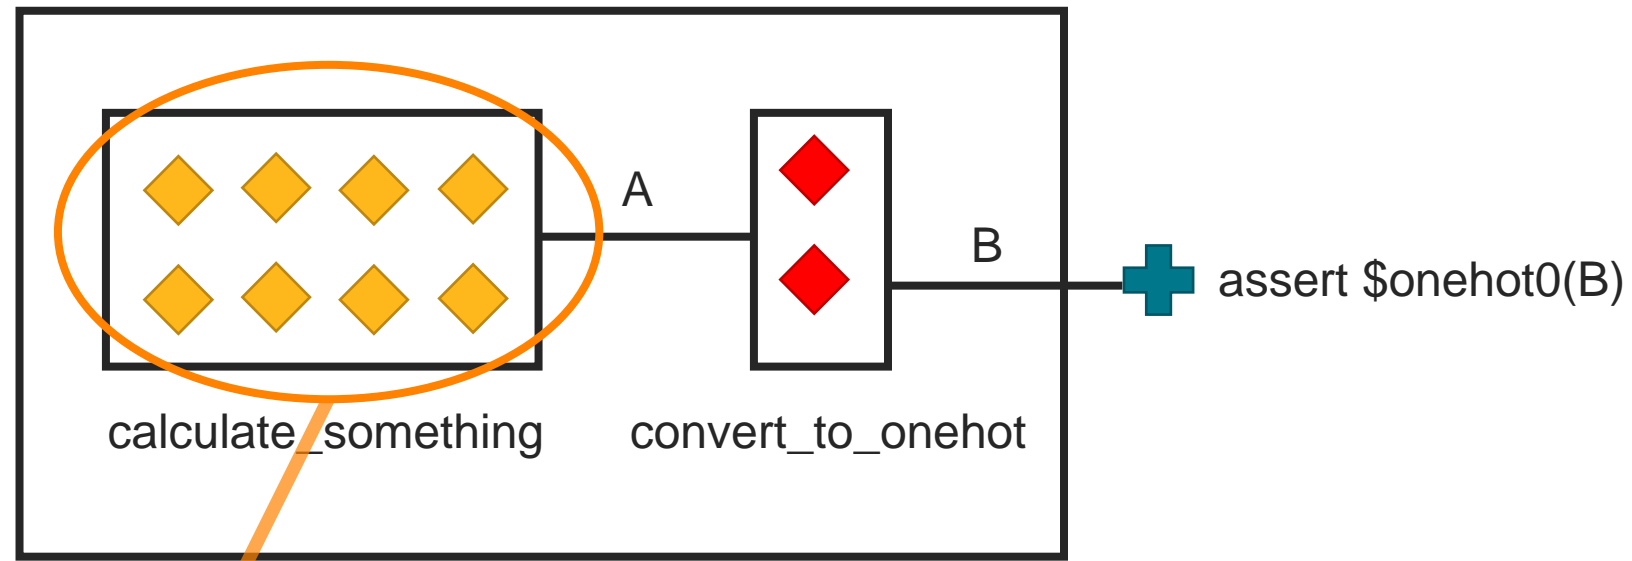 A
B
assert $onehot0(B)
calculate_something
convert_to_onehot